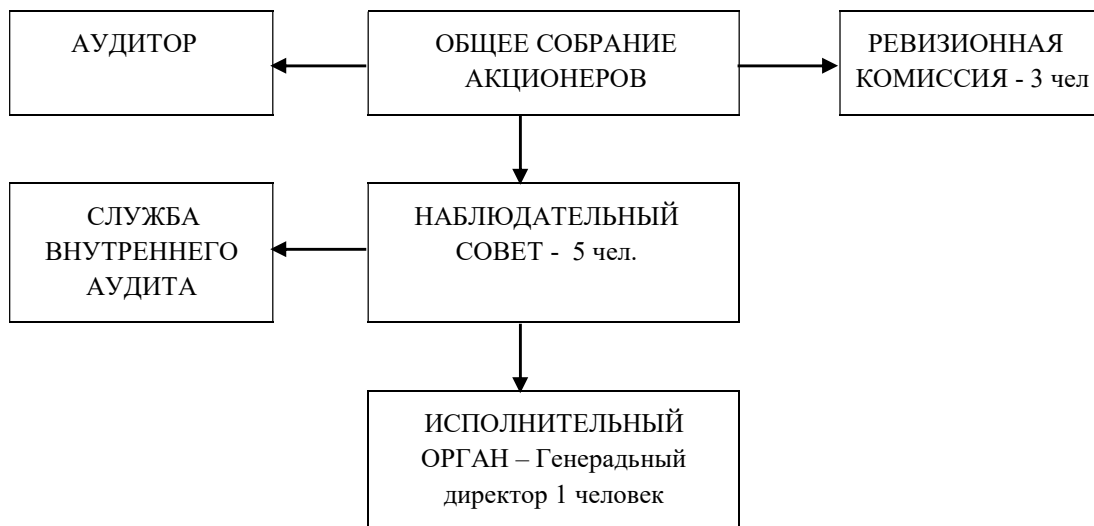 АУДИТОР
ОБЩЕЕ СОБРАНИЕ
АКЦИОНЕРОВ
РЕВИЗИОННАЯ
КОМИССИЯ - 3 чел
СЛУЖБА
ВНУТРЕННЕГО
АУДИТА
НАБЛЮДАТЕЛЬНЫЙ
СОВЕТ - 5 чел.
ИСПОЛНИТЕЛЬНЫЙ
ОРГАН – Генерадьный
директор 1 человек